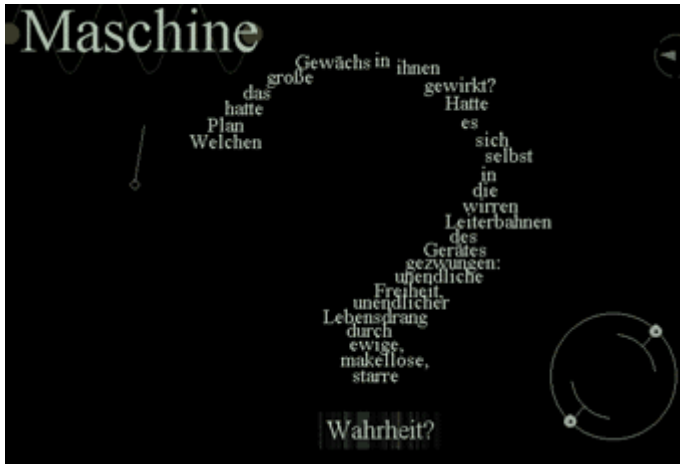 Maschine
Welchen
Plan
hatte
das
große
Gewächs
in
ihnen
gewirkt?
Hatte
es
sich
selbst
in
die
wirren
Leiterbahnen
des
Gerätes
gezwungen:
unendliche
Freiheit,
unendlicher
Lebensdrang
durch
ewige,
makellose,
starre
Wahrheit?